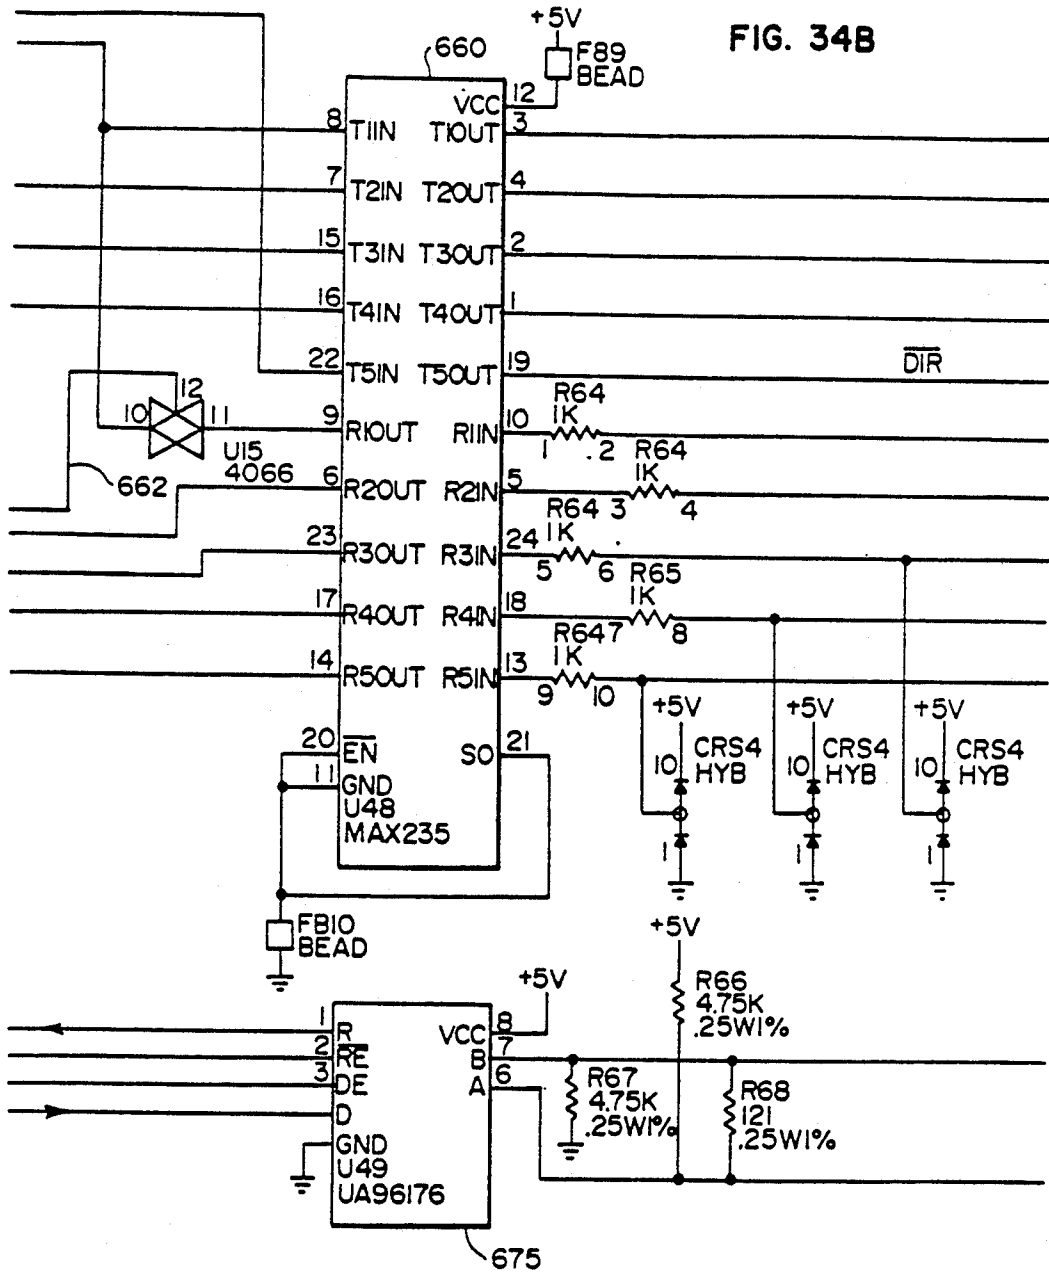 +5V
FIG. 34B
660
F89
BEAD
VCC 12
8 T1IN T1OUT 3
7 T2IN T2OUT 4
15 T3IN T3OUT 2
16 T4IN T4OUT 1
22 T5IN T5OUT 19
DIR
12
10 11
U15
4066
662
9 R1OUT R1IN 10
R64
1K
1 .2
6 R2OUT R2IN 5
R64
1K
3 4
23 R3OUT R3IN 24
R64
1K
5 6
17 R4OUT R4IN 18
R65
1K
7 8
14 R5OUT R5IN 13
R64
1K
9 10
20 EN SO 21
11 GND
U48
MAX235
+5V
10 CRS4
HYB
1
+5V
10 CRS4
HYB
1
+5V
10 CRS4
HYB
1
FB10
BEAD
+5V
R66
4.75K
.25W1%
+5V
1 R VCC 8
2 RE B 7
3 DE A 6
D
GND
U49
UA96176
675
R67
4.75K
.25W1%
R68
121
.25W1%